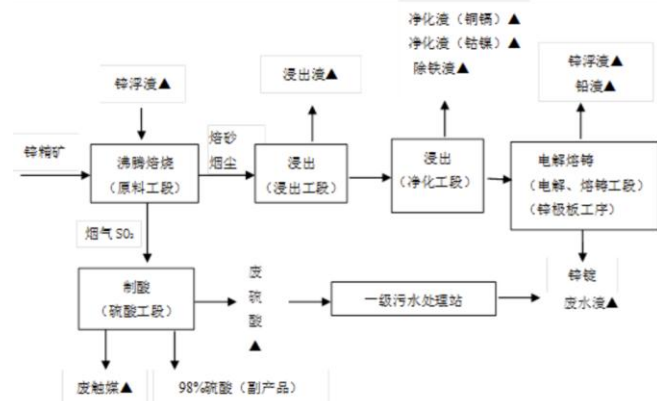 净化渣（铜镉）▲
净化渣（钴镍）▲
除铁渣▲
锌浮渣▲
铅渣▲
浸出渣▲
锌浮渣▲
锌精矿
沸腾焙烧
（原料工段）
焙砂
烟尘
浸出
（浸出工段）
浸出
（净化工段）
电解熔铸
（电解、熔铸工段）
（锌极板工序）
烟气 SO₂
制酸
（硫酸工段）
废
硫
酸
▲
一级污水处理站
锌锭
废水渣▲
废触媒▲
98%硫酸（副产品）